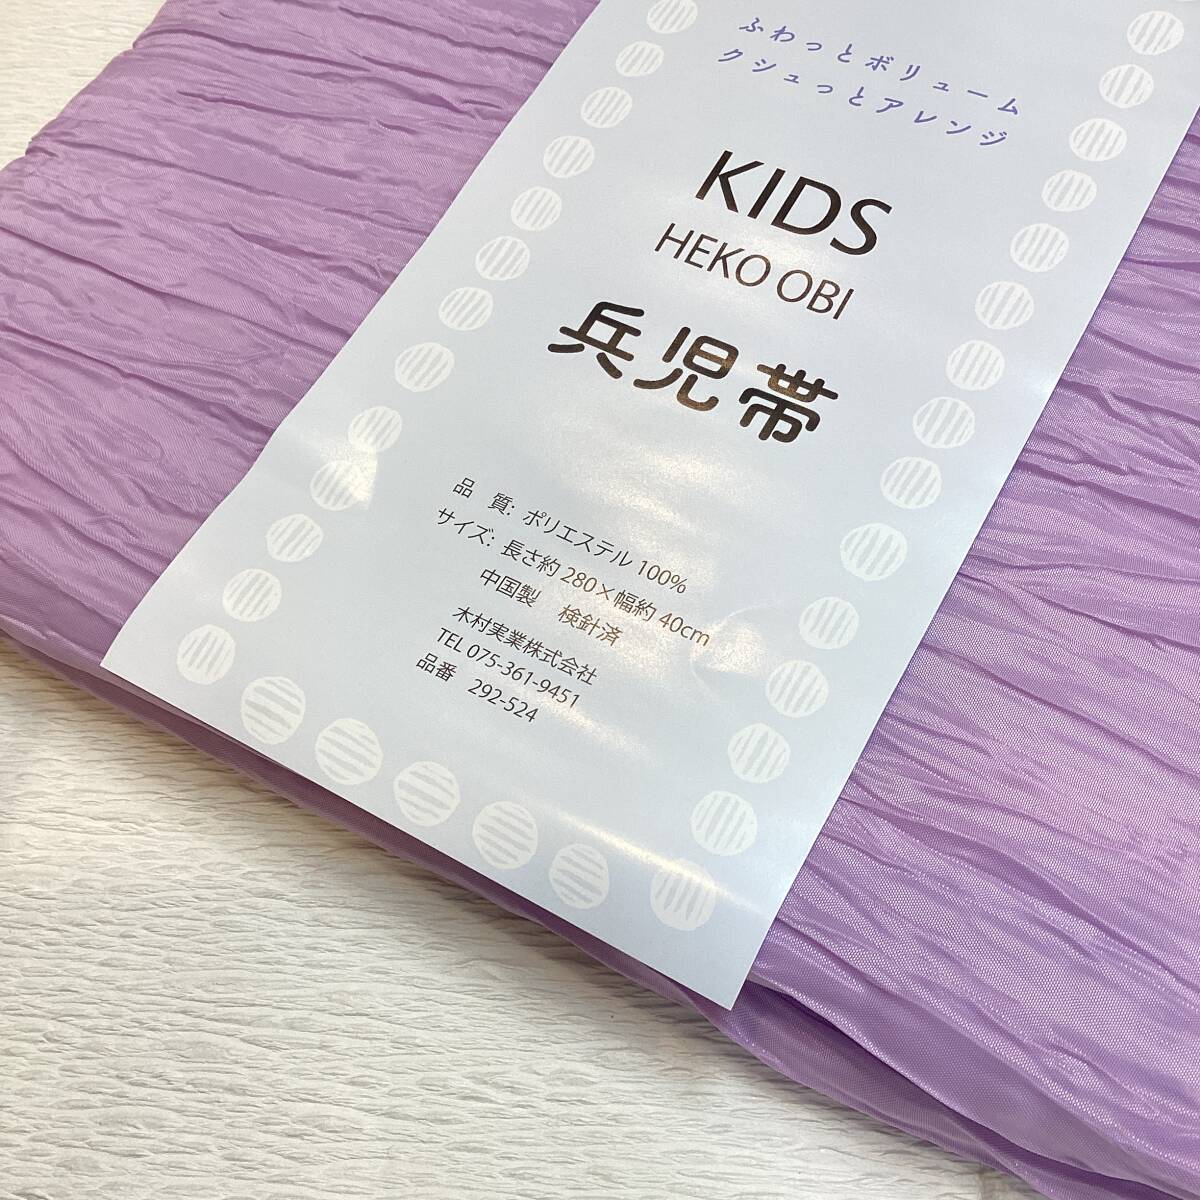 ふわっとボリューム
クシュっとアレンジ
KIDS
HEKO OBI
兵児帯
品　質: ポリエステル 100%
サイズ: 長さ約 280×幅約 40cm
中国製　検針済
木村実業株式会社
TEL 075-361-9451
品番　292-524